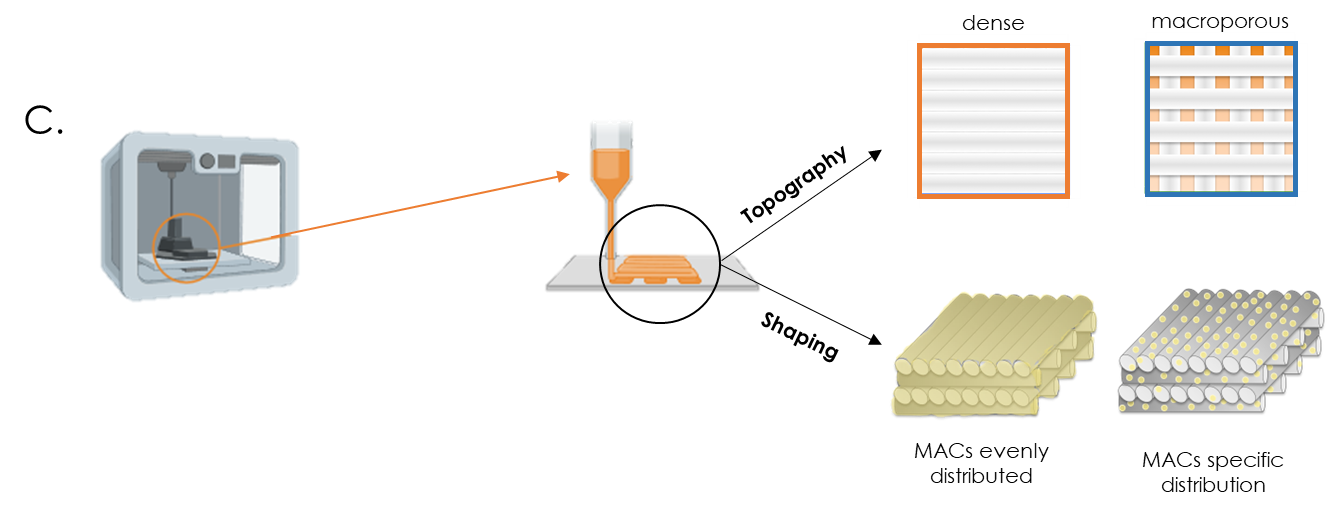 C.
dense
macroporous
Topography
Shaping
MACs evenly
distributed
MACs specific
distribution